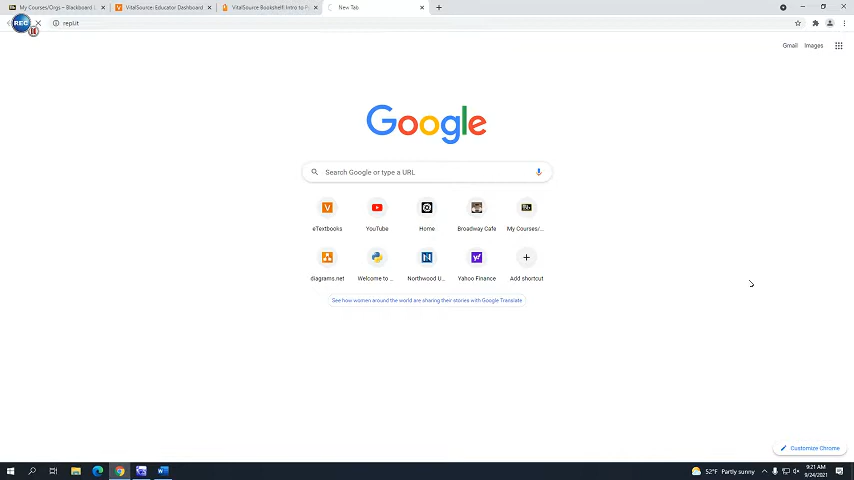 My Courses/Orgs – Blackboard L
VitalSource: Educator Dashboard
VitalSource Bookshelf: Intro to P
New Tab
REC
repl.it
Gmail Images
Google
Search Google or type a URL
eTextbooks YouTube Home Broadway Cafe My Courses/...
diagrams.net Welcome to ... Northwood U... Yahoo Finance Add shortcut
See how women around the world are sharing their stories with Google Translate
Customize Chrome
52°F Partly sunny
9:21 AM
9/24/2021